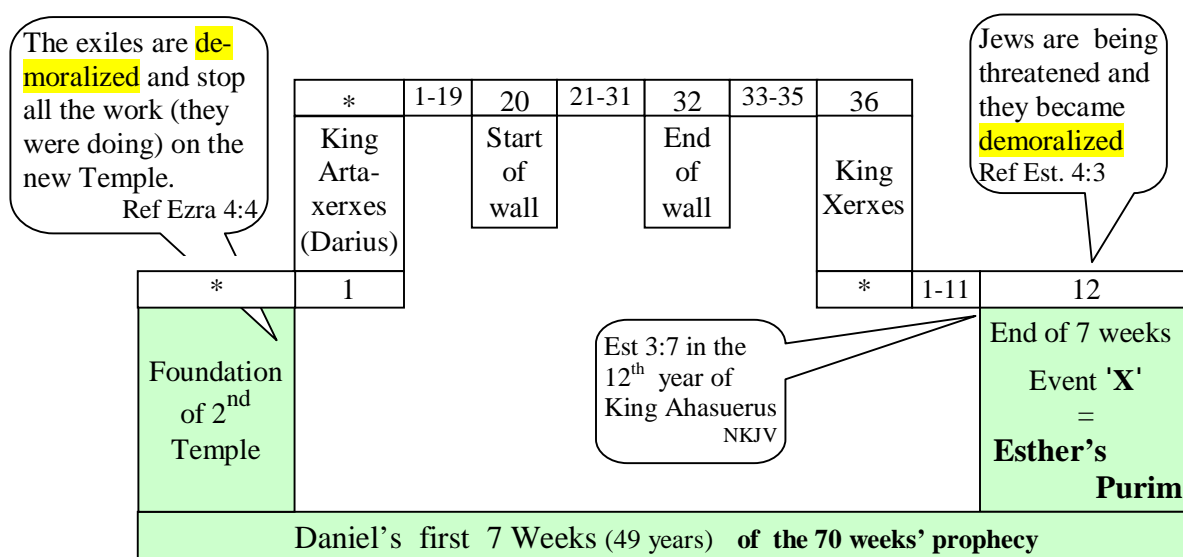 The exiles are de-
moralized and stop
all the work (they
were doing) on the
new Temple.
Ref Ezra 4:4
Jews are being
threatened and
they became
demoralized
Ref Est. 4:3
* 1-19 20 21-31 32 33-35 36
King
Arta-
xerxes
(Darius)
Start
of
wall
End
of
wall
King
Xerxes
* 1 * 1-11 12
Foundation
of 2nd
Temple
Est 3:7 in the
12th year of
King Ahasuerus
NKJV
End of 7 weeks
Event 'X'
=
Esther's
Purim
Daniel's first 7 Weeks (49 years) of the 70 weeks' prophecy